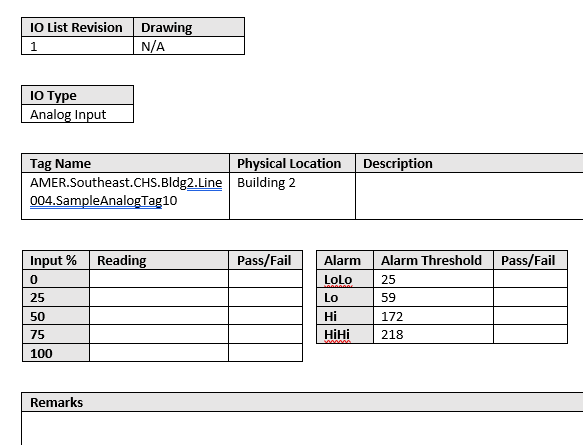 IO List Revision Drawing
1 N/A
IO Type
Analog Input
Tag Name Physical Location Description
AMER.Southeast.CHS.Bldg2.Line Building 2
004.SampleAnalogTag10
Input % Reading Pass/Fail Alarm Alarm Threshold Pass/Fail
0 LoLo 25
25 Lo 59
50 Hi 172
75 HiHi 218
100
Remarks